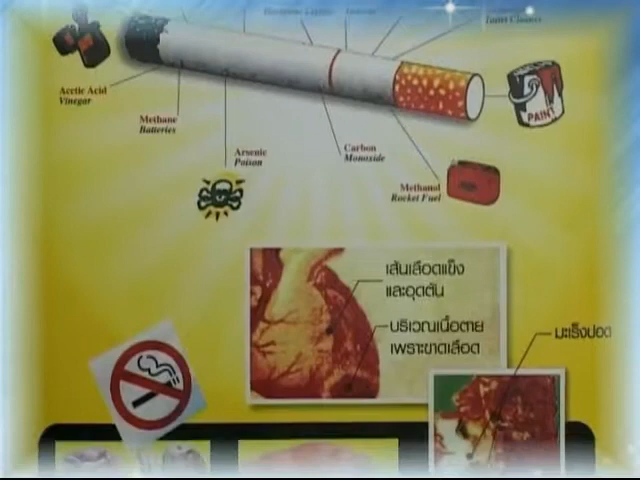 Toilet Cleaner
Acetic Acid
Vinegar
Methane
Batteries
Arsenic
Poison
Carbon
Monoxide
Methanol
Rocket Fuel
PAINT
เส้นเลือดแข็ง
และอุดตัน
บริเวณเนื้อตาย
เพราะขาดเลือด
มะเร็งปอด